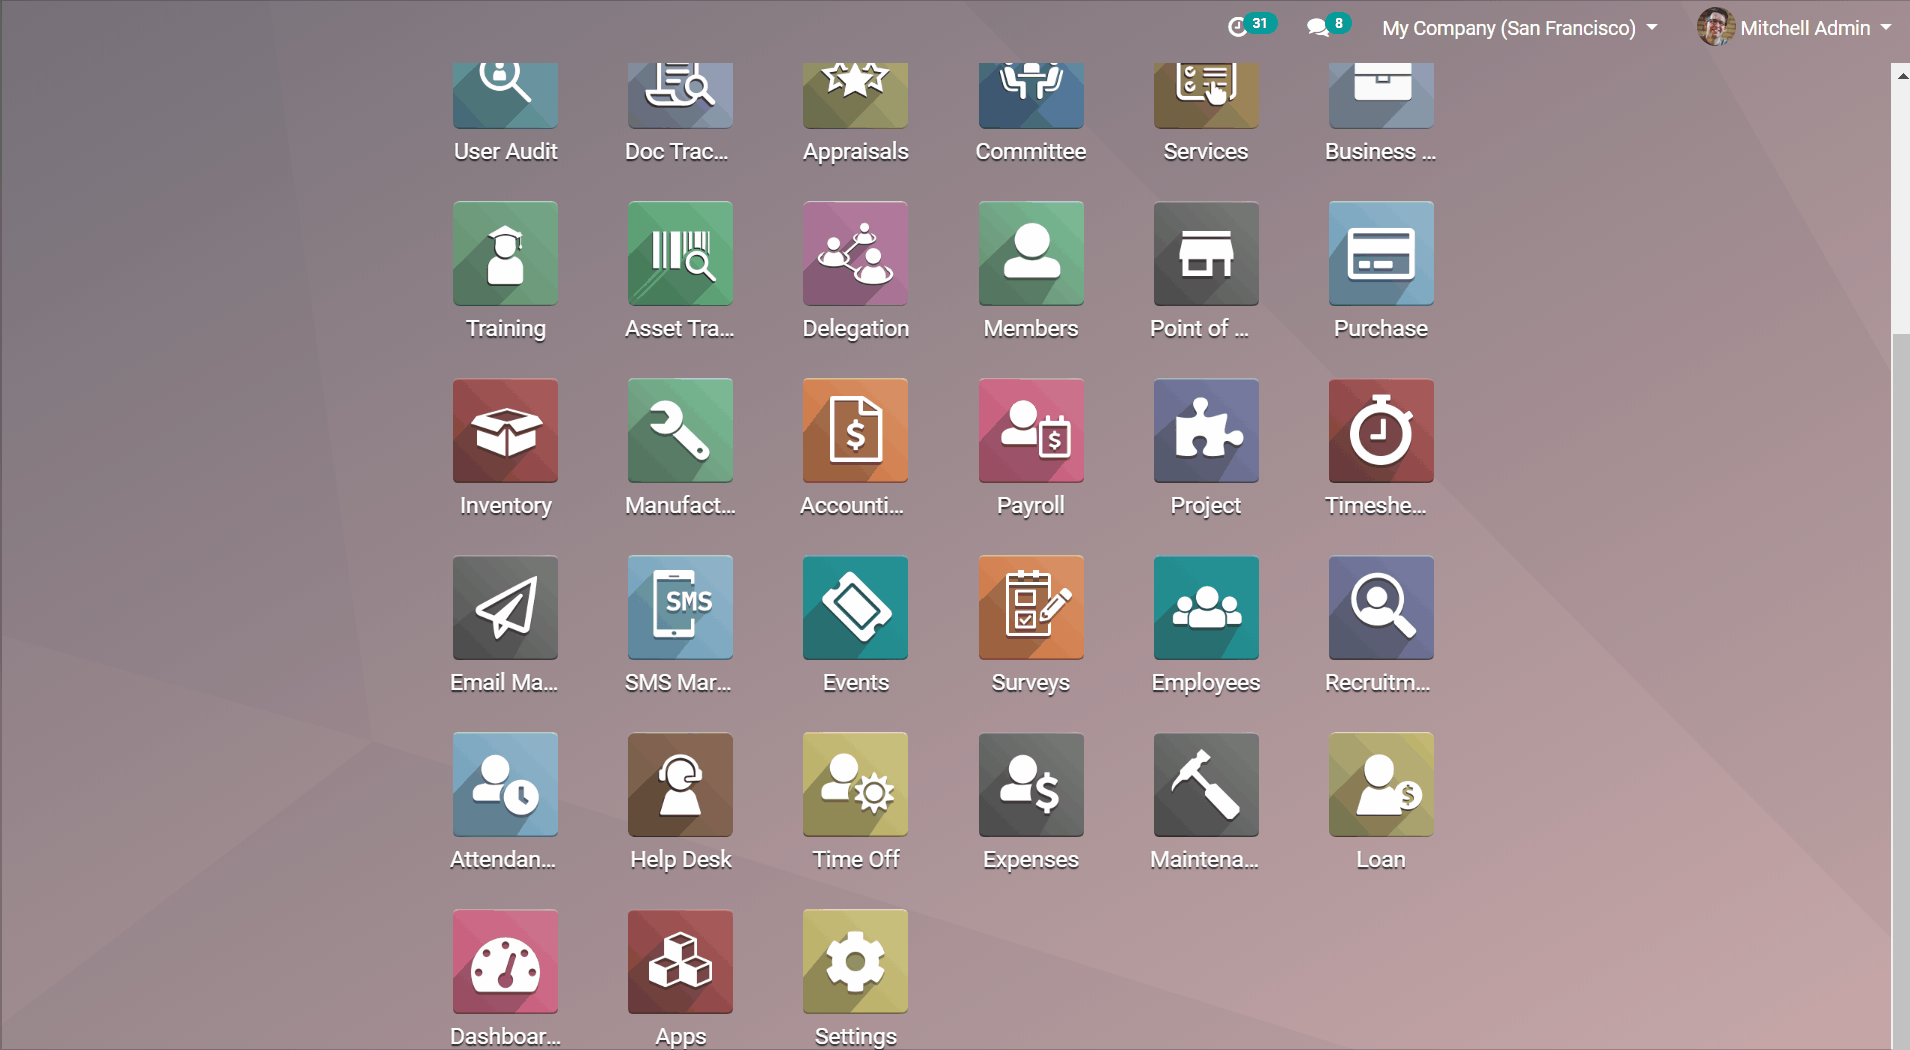 31 8 My Company (San Francisco) Mitchell Admin
User Audit Doc Trac... Appraisals Committee Services Business ...
Training Asset Tra... Delegation Members Point of ... Purchase
$ $
Inventory Manufact... Accounti... Payroll Project Timeshe...
SMS
Email Ma... SMS Mar... Events Surveys Employees Recruitm...
$ $
Attendan... Help Desk Time Off Expenses Maintena... Loan
Dashboar... Apps Settings